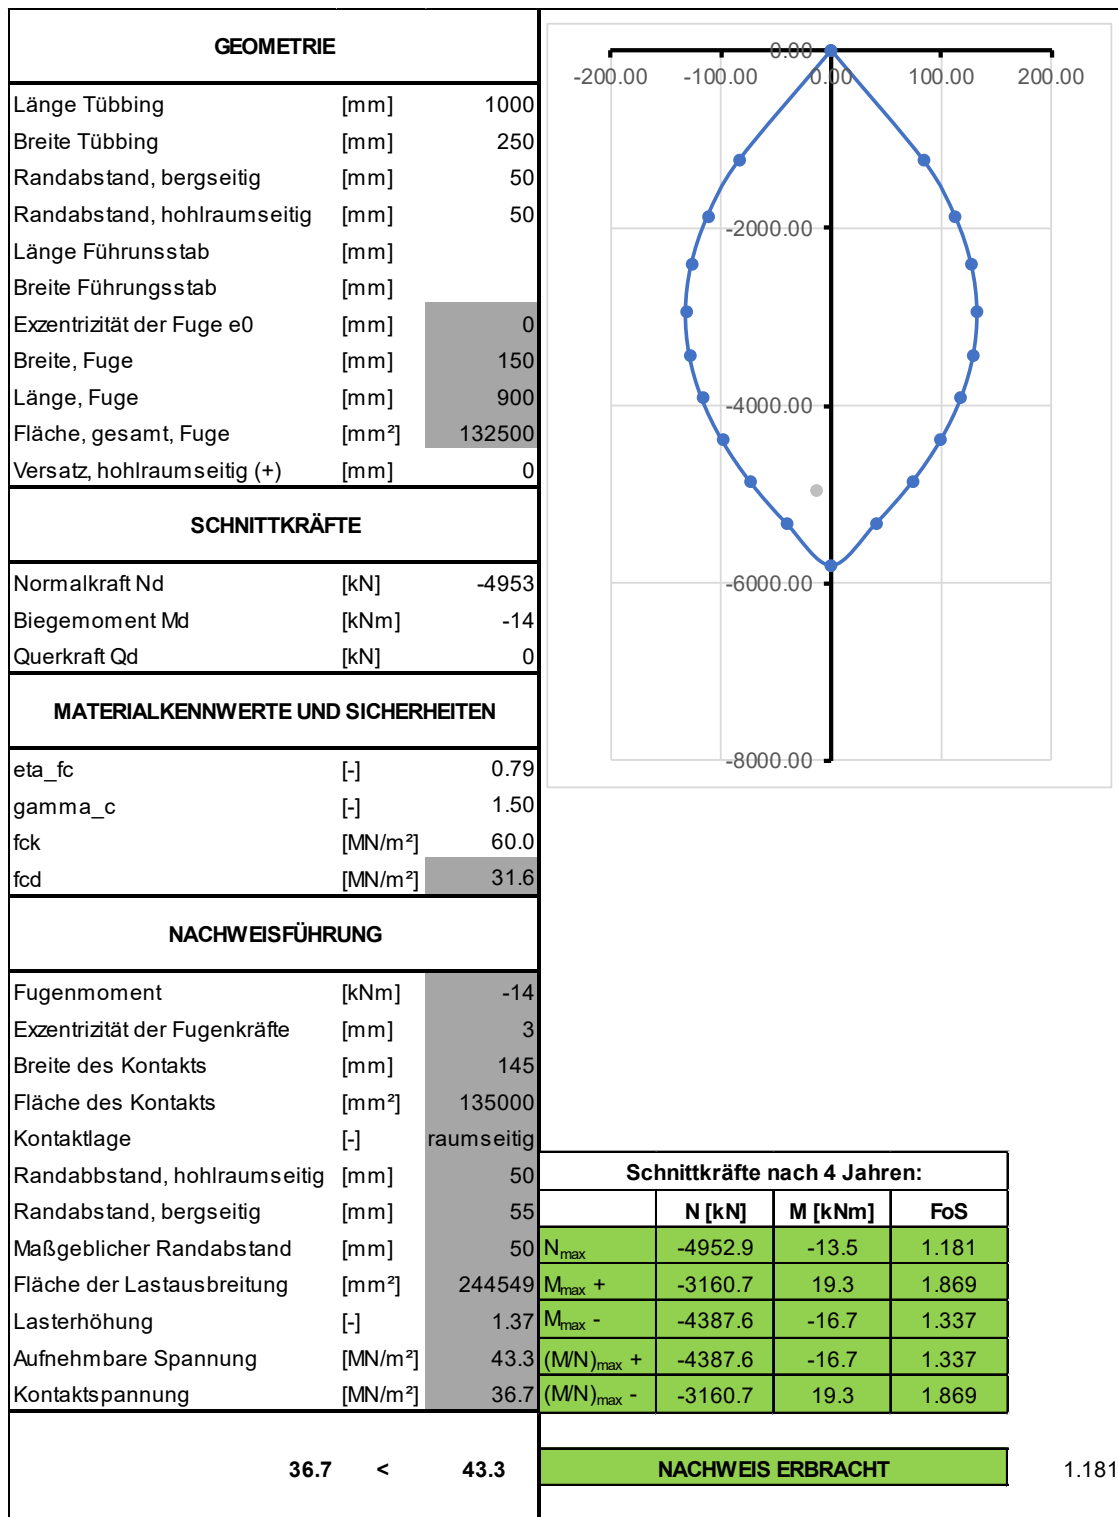 GEOMETRIE
Länge Tübbing [mm] 1000
Breite Tübbing [mm] 250
Randabstand, bergseitig [mm] 50
Randabstand, hohlraumseitig [mm] 50
Länge Führunsstab [mm]
Breite Führungsstab [mm]
Exzentrizität der Fuge e0 [mm] 0
Breite, Fuge [mm] 150
Länge, Fuge [mm] 900
Fläche, gesamt, Fuge [mm²] 132500
Versatz, hohlraumseitig (+) [mm] 0
SCHNITTKRÄFTE
Normalkraft Nd [kN] -4953
Biegemoment Md [kNm] -14
Querkraft Qd [kN] 0
MATERIALKENNWERTE UND SICHERHEITEN
eta_fc [-] 0.79
gamma_c [-] 1.50
fck [MN/m²] 60.0
fcd [MN/m²] 31.6
NACHWEISFÜHRUNG
Fugenmoment [kNm] -14
Exzentrizität der Fugenkräfte [mm] 3
Breite des Kontakts [mm] 145
Fläche des Kontakts [mm²] 135000
Kontaktlage [-] raumseitig
Randabbstand, hohlraumseitig [mm] 50
Randabstand, bergseitig [mm] 55
Maßgeblicher Randabstand [mm] 50
Fläche der Lastausbreitung [mm²] 244549
Lasterhöhung [-] 1.37
Aufnehmbare Spannung [MN/m²] 43.3
Kontaktspannung [MN/m²] 36.7
36.7 < 43.3
0.00
-200.00 -100.00 0.00 100.00 200.00
-2000.00
-4000.00
-6000.00
-8000.00
Schnittkräfte nach 4 Jahren:
N [kN] M [kNm] FoS
Nmax -4952.9 -13.5 1.181
Mmax + -3160.7 19.3 1.869
Mmax - -4387.6 -16.7 1.337
(M/N)max + -4387.6 -16.7 1.337
(M/N)max - -3160.7 19.3 1.869
NACHWEIS ERBRACHT 1.181